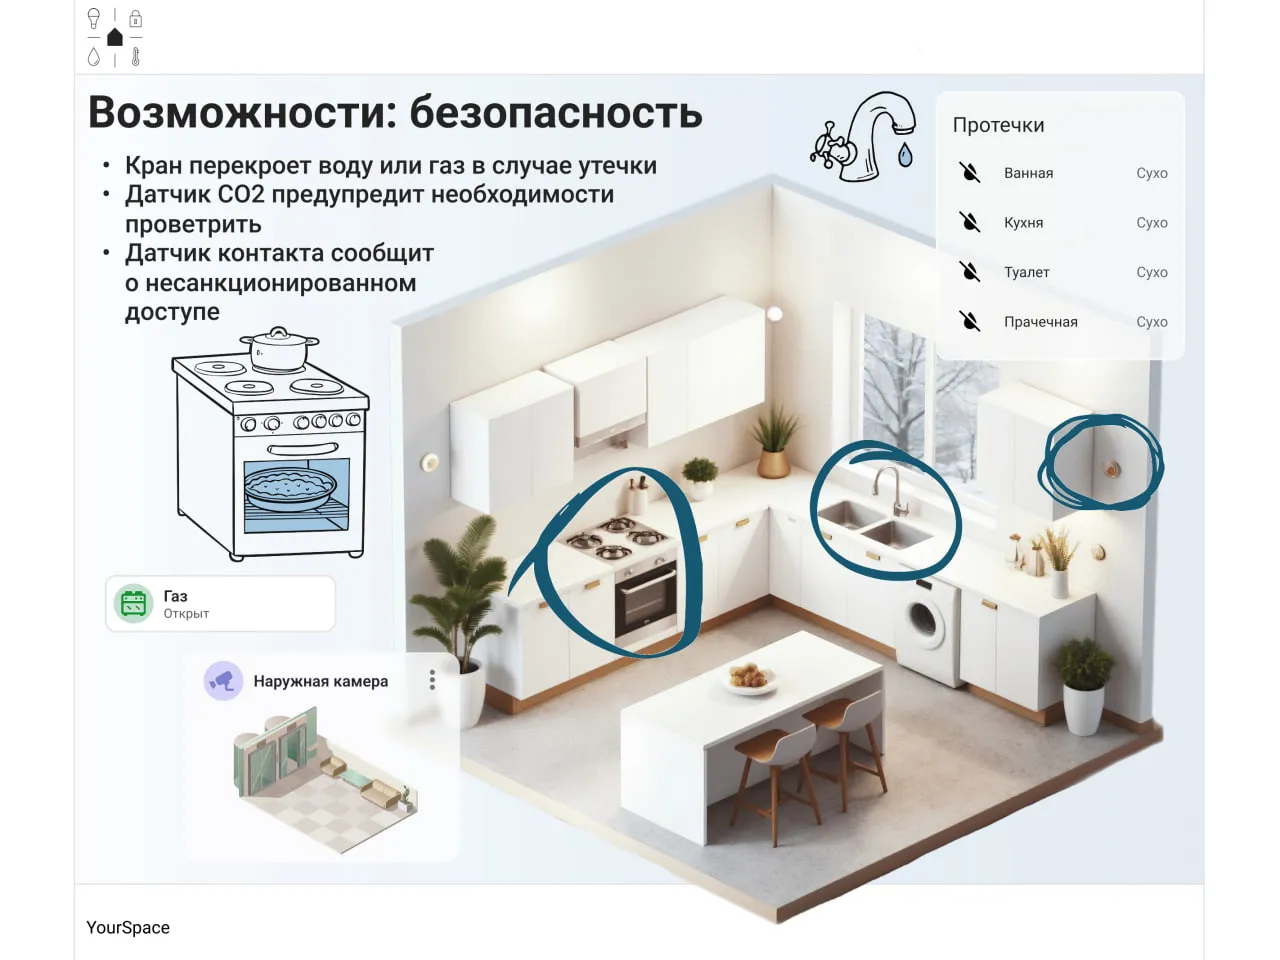 Возможности: безопасность
• Кран перекроет воду или газ в случае утечки
• Датчик CO2 предупредит необходимости
проветрить
• Датчик контакта сообщит
о несанкционированном
доступе
Протечки
Ванная Сухо
Кухня Сухо
Туалет Сухо
Прачечная Сухо
Газ
Открыт
Наружная камера
YourSpace